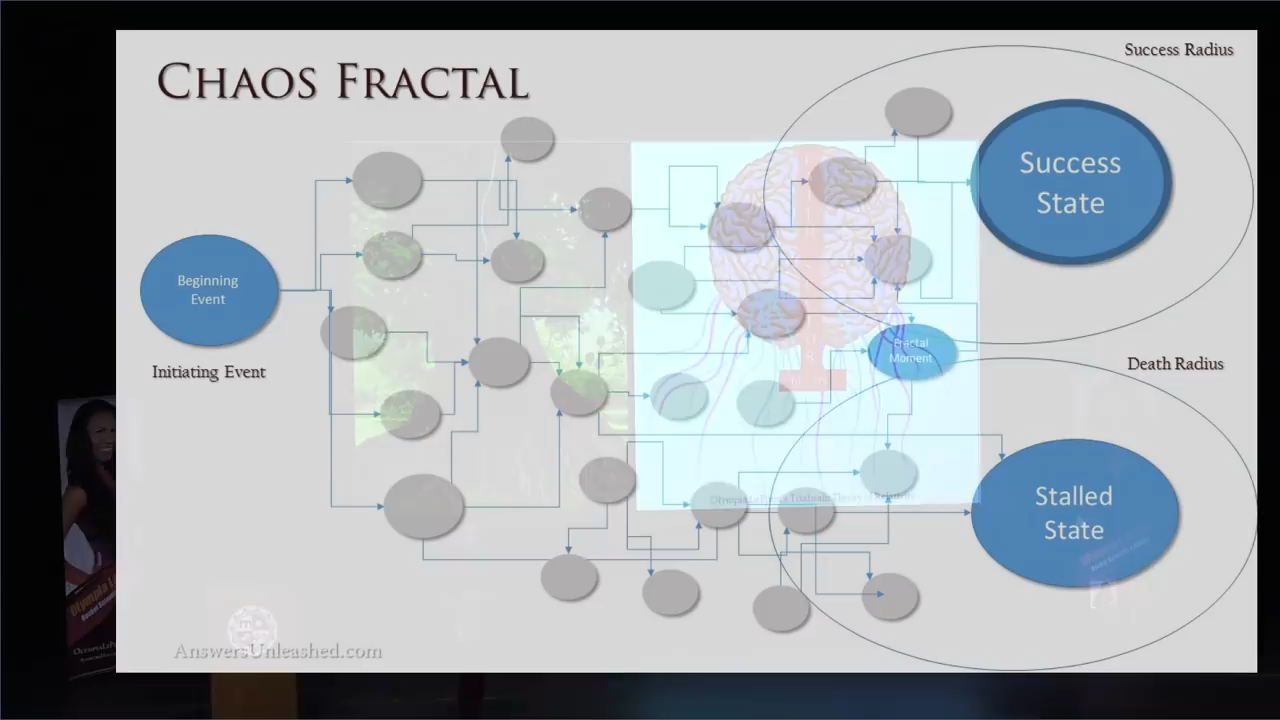 Chaos Fractal
Success Radius
Success
State
Beginning
Event
Initiating Event
Fractal
Moment
Death Radius
Stalled
State
AnswersUnleashed.com